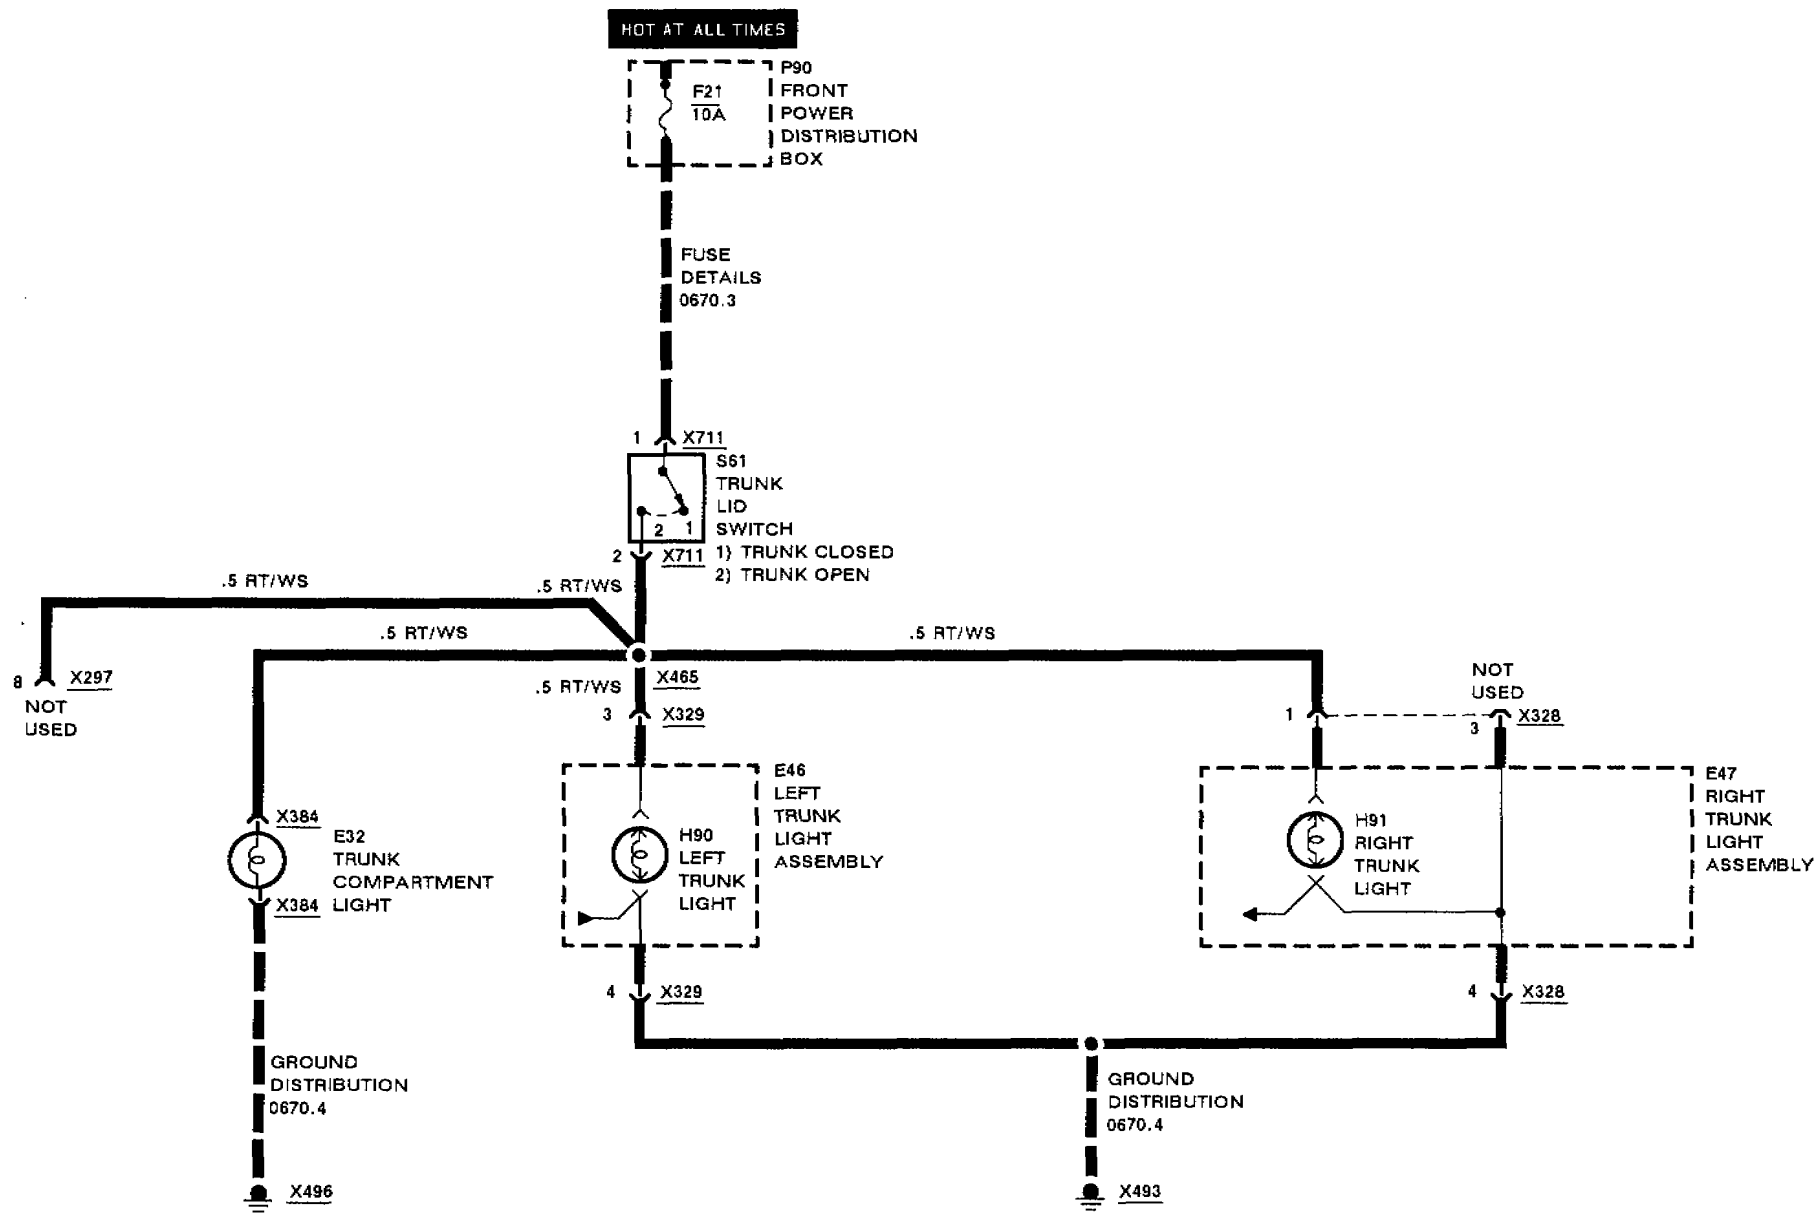 HOT AT ALL TIMES
F21
10A
P90
FRONT
POWER
DISTRIBUTION
BOX
FUSE
DETAILS
0670.3
1 X711
S61
TRUNK
LID
SWITCH
1) TRUNK CLOSED
2) TRUNK OPEN
2 1
2 X711
.5 RT/WS
.5 RT/WS
.5 RT/WS
.5 RT/WS
8 X297
NOT
USED
.5 RT/WS
X465
3 X329
NOT
USED
1
3 X328
X384
E32
TRUNK
COMPARTMENT
LIGHT
X384
E46
LEFT
TRUNK
LIGHT
ASSEMBLY
H90
LEFT
TRUNK
LIGHT
H91
RIGHT
TRUNK
LIGHT
E47
RIGHT
TRUNK
LIGHT
ASSEMBLY
4 X329
4 X328
GROUND
DISTRIBUTION
0670.4
GROUND
DISTRIBUTION
0670.4
X496
X493